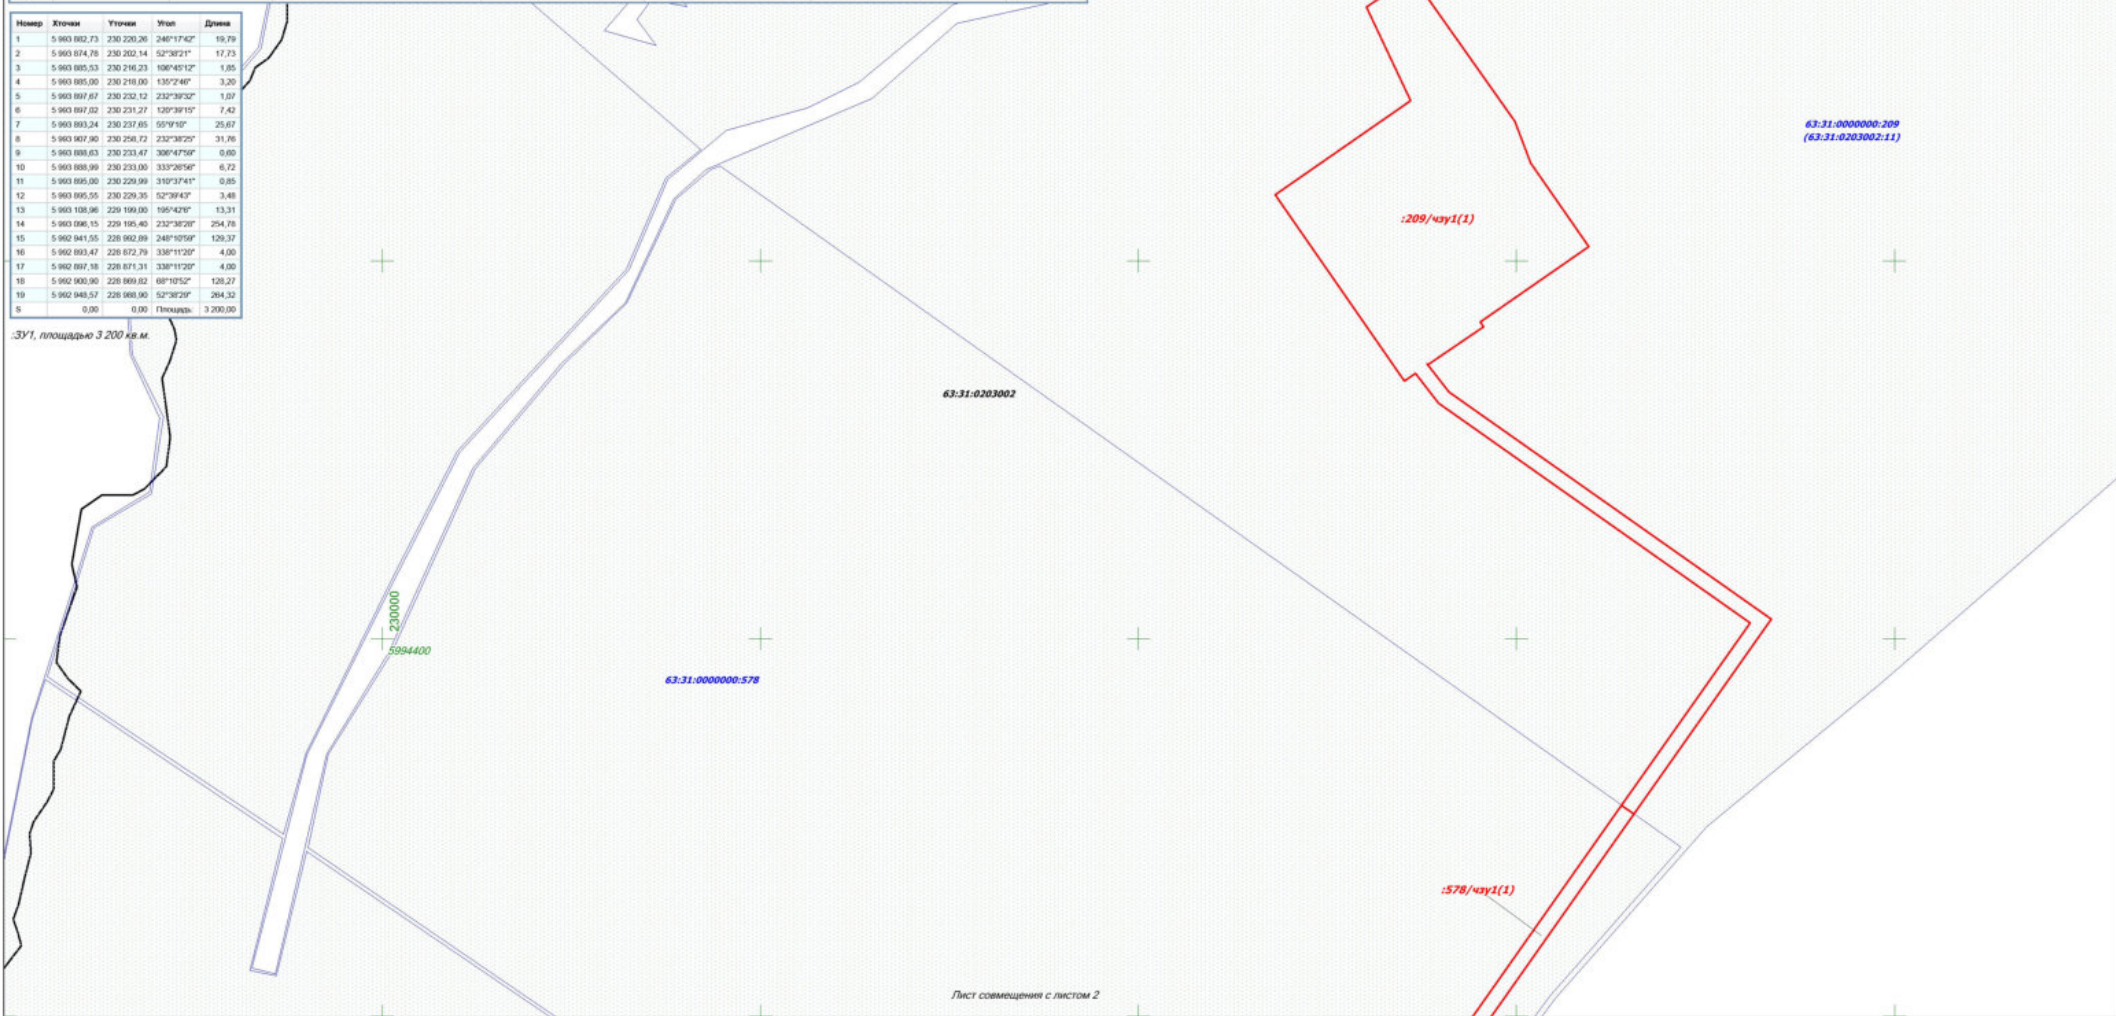 Номер Xточки Yточки Угол Длина
1 5 993 882,73 230 220,26 246°17'42" 19,79
2 5 993 874,78 230 202,14 52°38'21" 17,73
3 5 993 885,53 230 216,23 106°45'12" 1,85
4 5 993 885,00 230 218,00 135°2'46" 3,20
5 5 993 897,67 230 232,12 232°39'32" 1,07
6 5 993 897,02 230 231,27 120°39'15" 7,42
7 5 993 893,24 230 237,65 55°9'10" 25,67
8 5 993 907,90 230 258,72 232°38'25" 31,76
9 5 993 888,63 230 233,47 306°47'59" 0,60
10 5 993 888,99 230 233,00 333°26'56" 6,72
11 5 993 895,00 230 229,99 310°37'41" 0,85
12 5 993 895,55 230 229,35 52°39'43" 3,48
13 5 993 108,96 229 199,00 195°42'6" 13,31
14 5 993 096,15 229 195,40 232°38'28" 254,78
15 5 992 941,55 228 992,89 248°10'59" 129,37
16 5 992 893,47 228 872,79 338°11'20" 4,00
17 5 992 897,18 228 871,31 338°11'20" 4,00
18 5 992 900,90 228 869,82 68°10'52" 128,27
19 5 992 948,57 228 988,90 52°38'29" 264,32
S 0,00 0,00 Площадь: 3 200,00
:ЗУ1, площадью 3 200 кв.м.
63:31:0000000:209
(63:31:0203002:11)
:209/чзу1(1)
63:31:0203002
230000
5994400
63:31:0000000:578
:578/чзу1(1)
Лист совмещения с листом 2